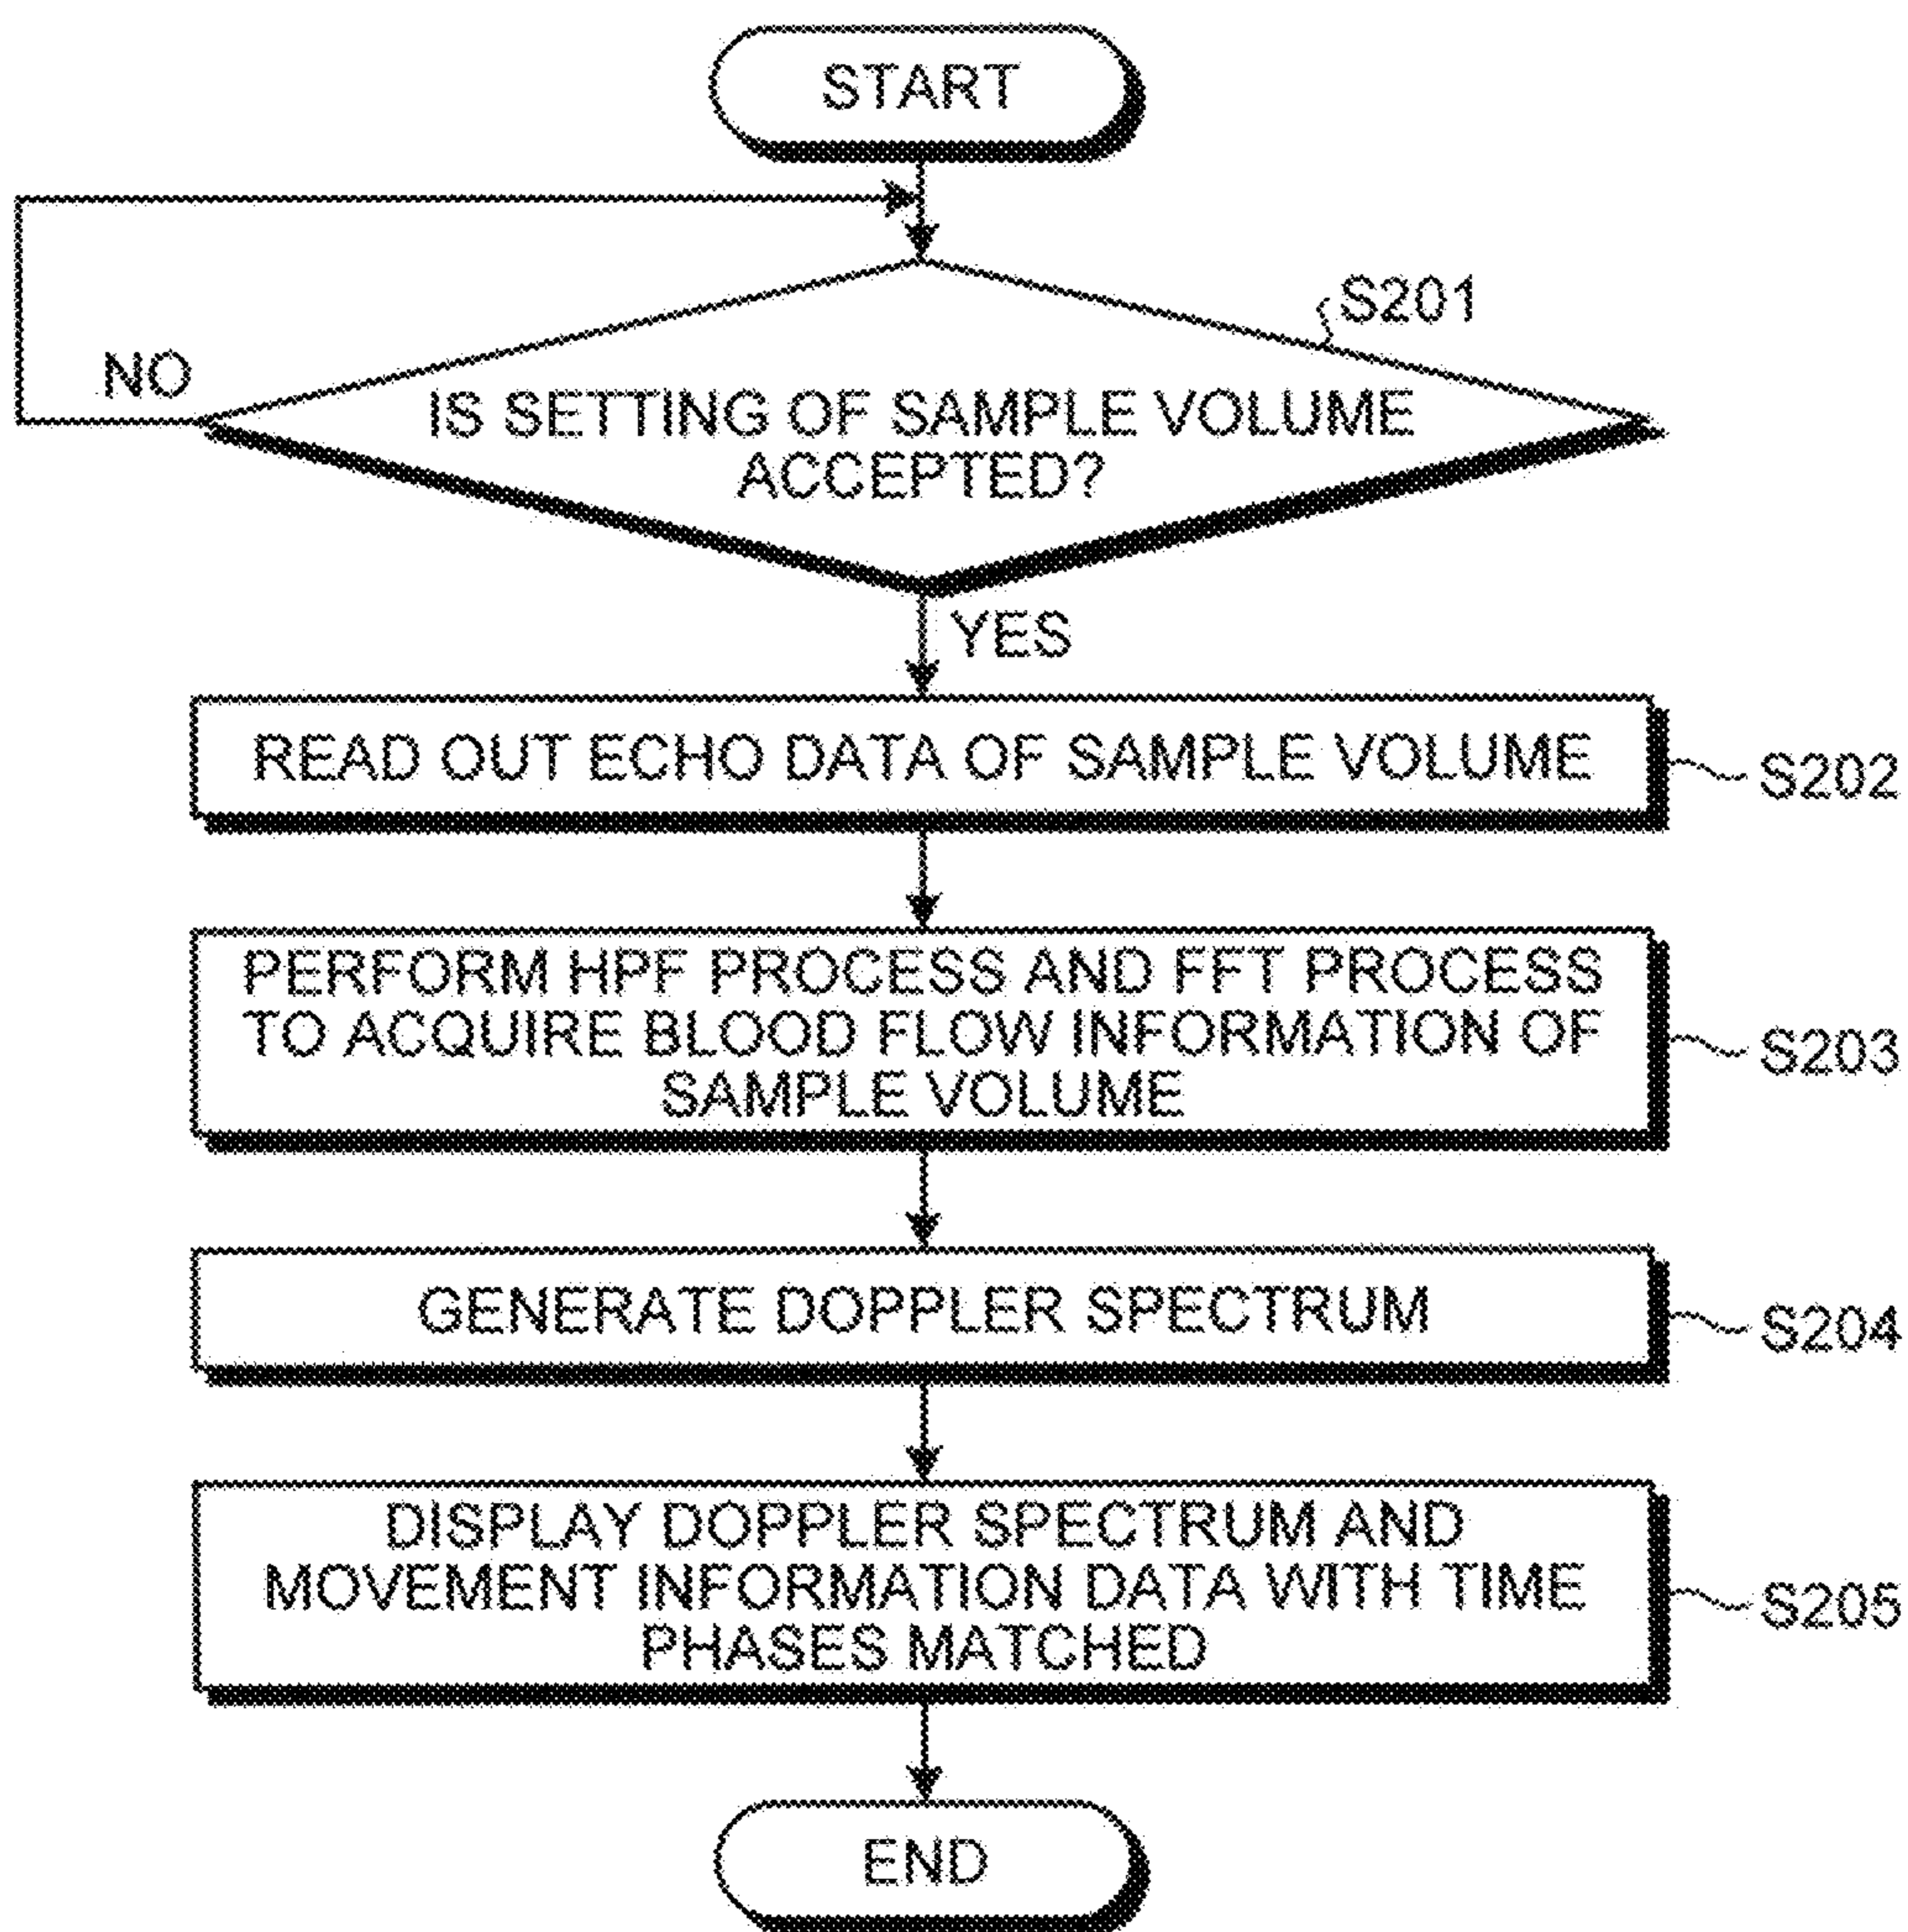 START
S201
NO
IS SETTING OF SAMPLE VOLUME
ACCEPTED?
YES
READ OUT ECHO DATA OF SAMPLE VOLUME
S202
PERFORM HPF PROCESS AND FFT PROCESS
TO ACQUIRE BLOOD FLOW INFORMATION OF
SAMPLE VOLUME
S203
GENERATE DOPPLER SPECTRUM
S204
DISPLAY DOPPLER SPECTRUM AND
MOVEMENT INFORMATION DATA WITH TIME
PHASES MATCHED
S205
END